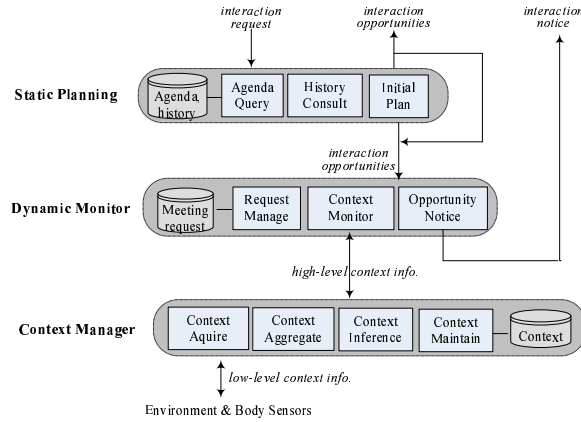 interaction
request
interaction
opportunities
interaction
notice
Static Planning
Agenda,
history
Agenda
Query
History
Consult
Initial
Plan
interaction
opportunities
Dynamic Monitor
Meeting
request
Request
Manage
Context
Monitor
Opportunity
Notice
high-level context info.
Context Manager
Context
Aquire
Context
Aggregate
Context
Inference
Context
Maintain
Context
low-level context info.
Environment & Body Sensors